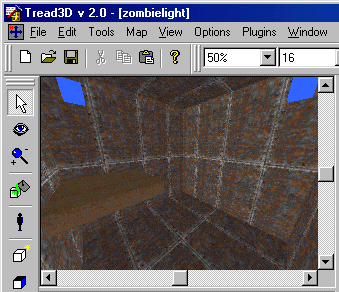 Tread3D v 2.0 - [zombielight]
File Edit Tools Map View Options Plugins Window
50% 16